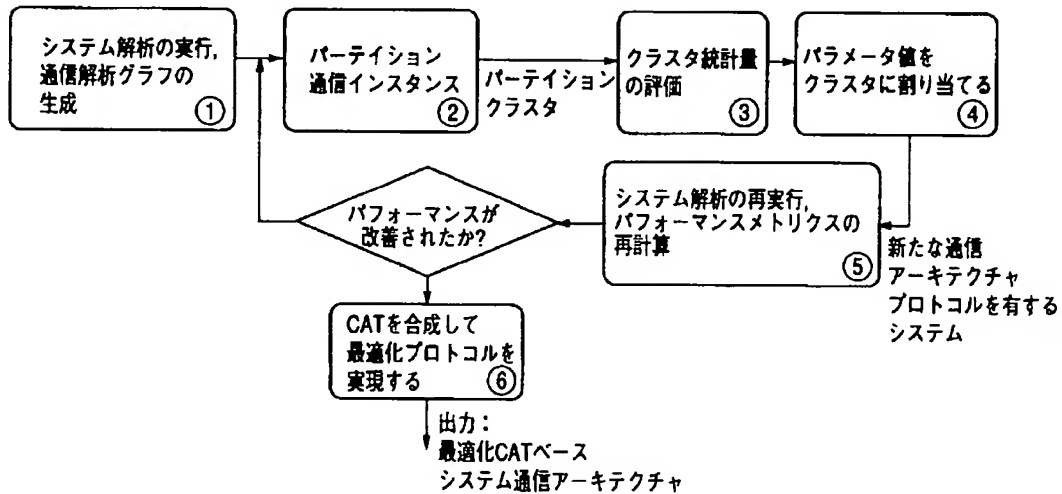 システム解析の実行,
通信解析グラフの
生成
①
パーテイション
通信インスタンス
②
パーテイション
クラスタ
クラスタ統計量
の評価
③
パラメータ値を
クラスタに割り当てる
④
パフォーマンスが
改善されたか?
システム解析の再実行,
パフォーマンスメトリクスの
再計算
⑤
新たな通信
アーキテクチャ
プロトコルを有する
システム
CATを合成して
最適化プロトコルを
実現する
⑥
出力:
最適化CATベース
システム通信アーキテクチャ